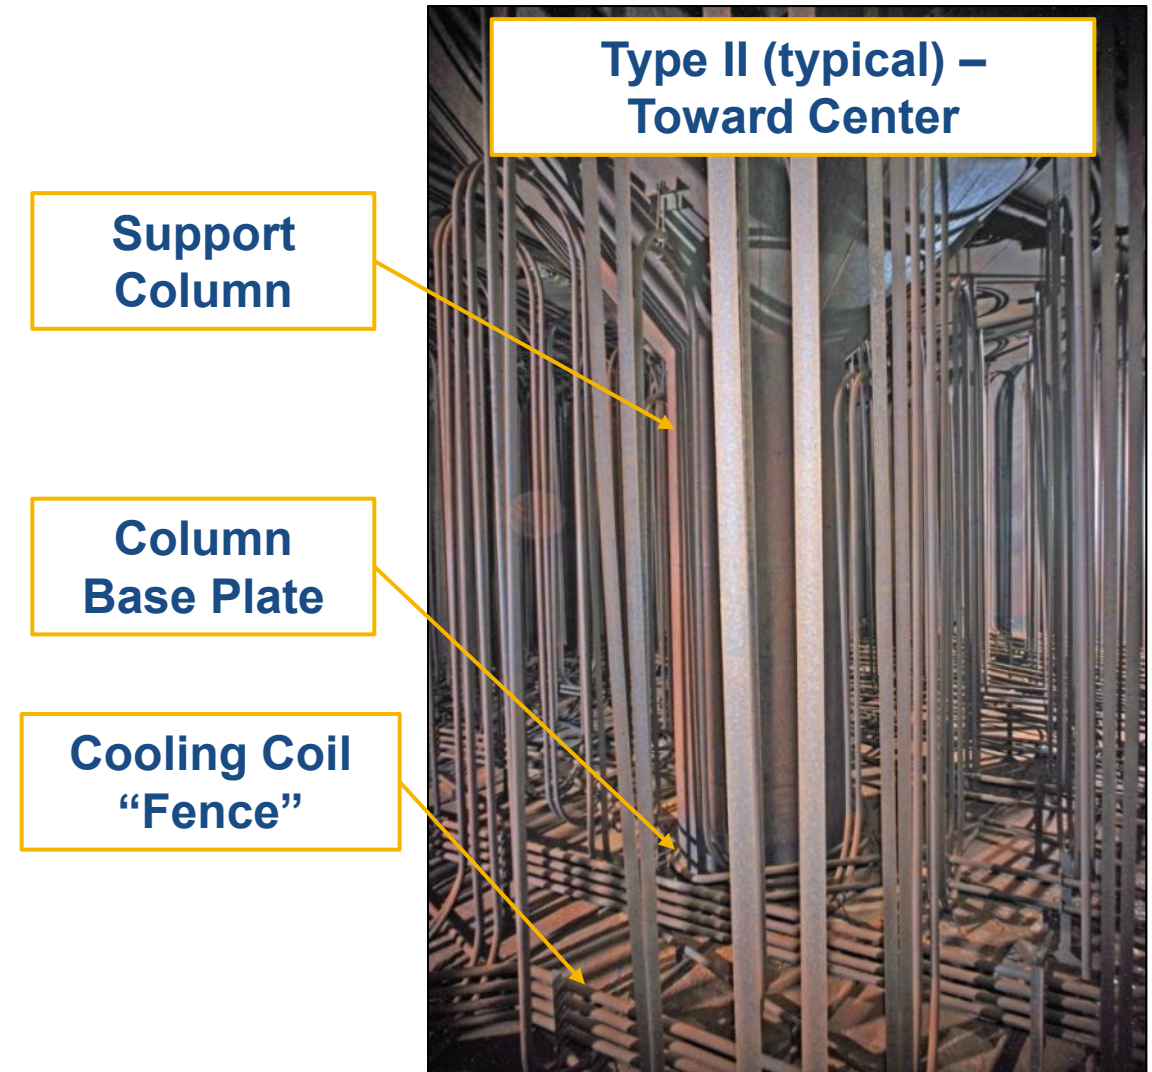 Type II (typical) –
Toward Center
Support
Column
Column
Base Plate
Cooling Coil
“Fence”